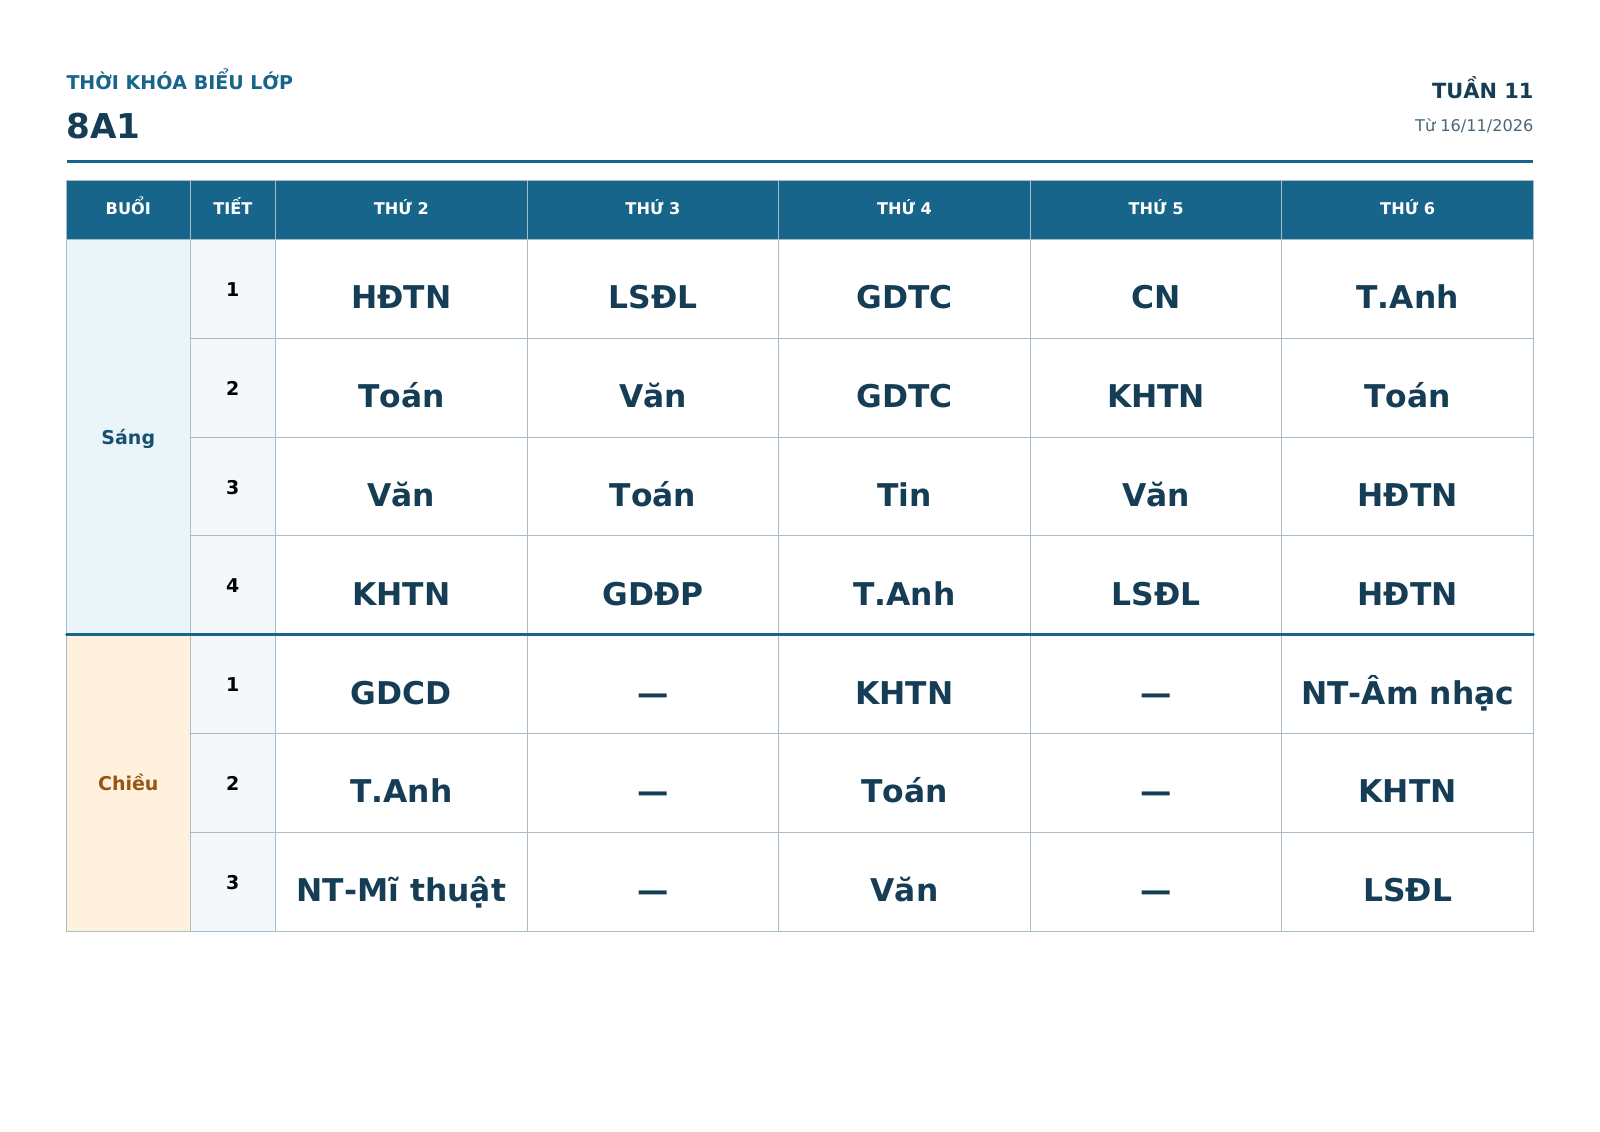 THỜI KHÓA BIỂU LỚP
8A1
TUẦN 11
Từ 16/11/2026
BUỔI TIẾT THỨ 2 THỨ 3 THỨ 4 THỨ 5 THỨ 6
Sáng
1 HĐTN LSĐL GDTC CN T.Anh
2 Toán Văn GDTC KHTN Toán
3 Văn Toán Tin Văn HĐTN
4 KHTN GDĐP T.Anh LSĐL HĐTN
Chiều
1 GDCD — KHTN — NT-Âm nhạc
2 T.Anh — Toán — KHTN
3 NT-Mĩ thuật — Văn — LSĐL